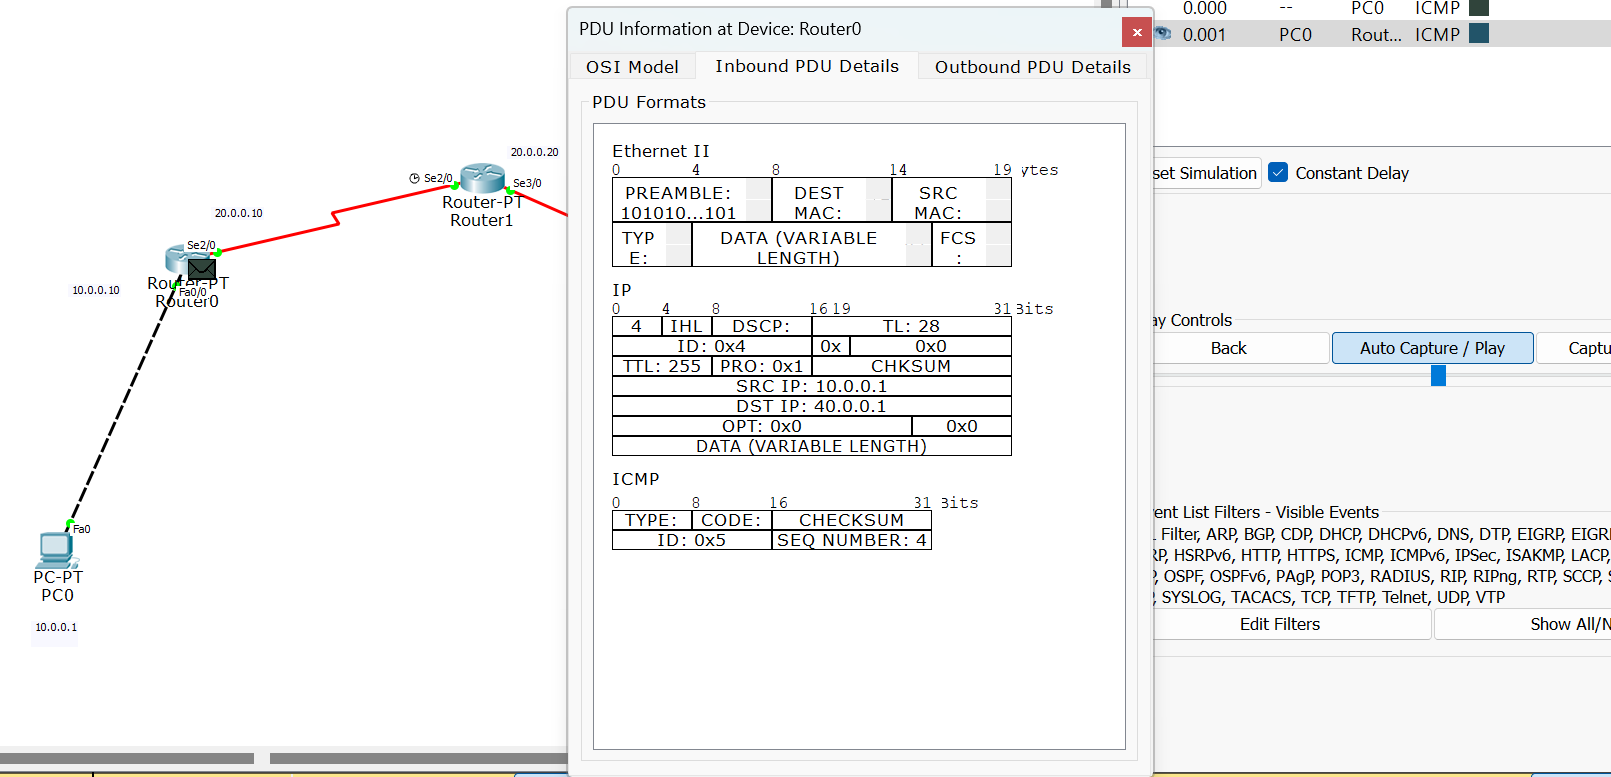 0.000 -- PC0 ICMP
0.001 PC0 Rout... ICMP
PDU Information at Device: Router0
OSI Model Inbound PDU Details Outbound PDU Details
PDU Formats
Ethernet II
0 4 8 14 19 ytes
PREAMBLE: 101010...101
DEST MAC:
SRC MAC:
TYP E:
DATA (VARIABLE LENGTH)
FCS :
IP
0 4 8 16 19 31 Bits
4 IHL DSCP: TL: 28
ID: 0x4 0x 0x0
TTL: 255 PRO: 0x1 CHKSUM
SRC IP: 10.0.0.1
DST IP: 40.0.0.1
OPT: 0x0 0x0
DATA (VARIABLE LENGTH)
ICMP
0 8 16 31 Bits
TYPE: CODE: CHECKSUM
ID: 0x5 SEQ NUMBER: 4
20.0.0.20
Se2/0
Se3/0
Router-PT
Router1
20.0.0.10
Se2/0
Router-PT
Router0
Fa0/0
10.0.0.10
Fa0
PC-PT
PC0
10.0.0.1
set Simulation Constant Delay
ay Controls
Back Auto Capture / Play Captu
ent List Filters - Visible Events
Filter, ARP, BGP, CDP, DHCP, DHCPv6, DNS, DTP, EIGRP, EIGRI
RP, HSRPv6, HTTP, HTTPS, ICMP, ICMPv6, IPSec, ISAKMP, LACP,
OSPF, OSPFv6, PAgP, POP3, RADIUS, RIP, RIPng, RTP, SCCP, S
SYSLOG, TACACS, TCP, TFTP, Telnet, UDP, VTP
Edit Filters Show All/N